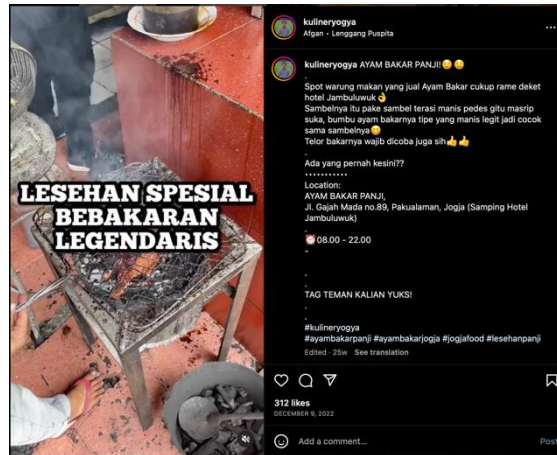 LESEHAN SPESIAL
BEBAKARAN
LEGENDARIS
kulineryogya
Afgan • Lenggang Puspita
kulineryogya AYAM BAKAR PANJI!!😋😋
.
Spot warung makan yang jual Ayam Bakar cukup rame deket
hotel Jambuluwuk👌
Sambelnya itu pake sambel terasi manis pedes gitu masrip
suka, bumbu ayam bakarnya tipe yang manis legit jadi cocok
sama sambelnya😋
Telor bakarnya wajib dicoba juga sih👍👍
.
Ada yang pernah kesini??
•••••••••••
Location:
AYAM BAKAR PANJI,
Jl. Gajah Mada no.89, Pakualaman, Jogja (Samping Hotel
Jambuluwuk)
.
⏰08.00 - 22.00
-
.
.
TAG TEMAN KALIAN YUKS!
.
.
#kulineryogya
#ayambakarpanji #ayambakarjogja #jogjafood #lesehanpanji
Edited · 25w See translation
312 likes
DECEMBER 9, 2022
Add a comment...
Post